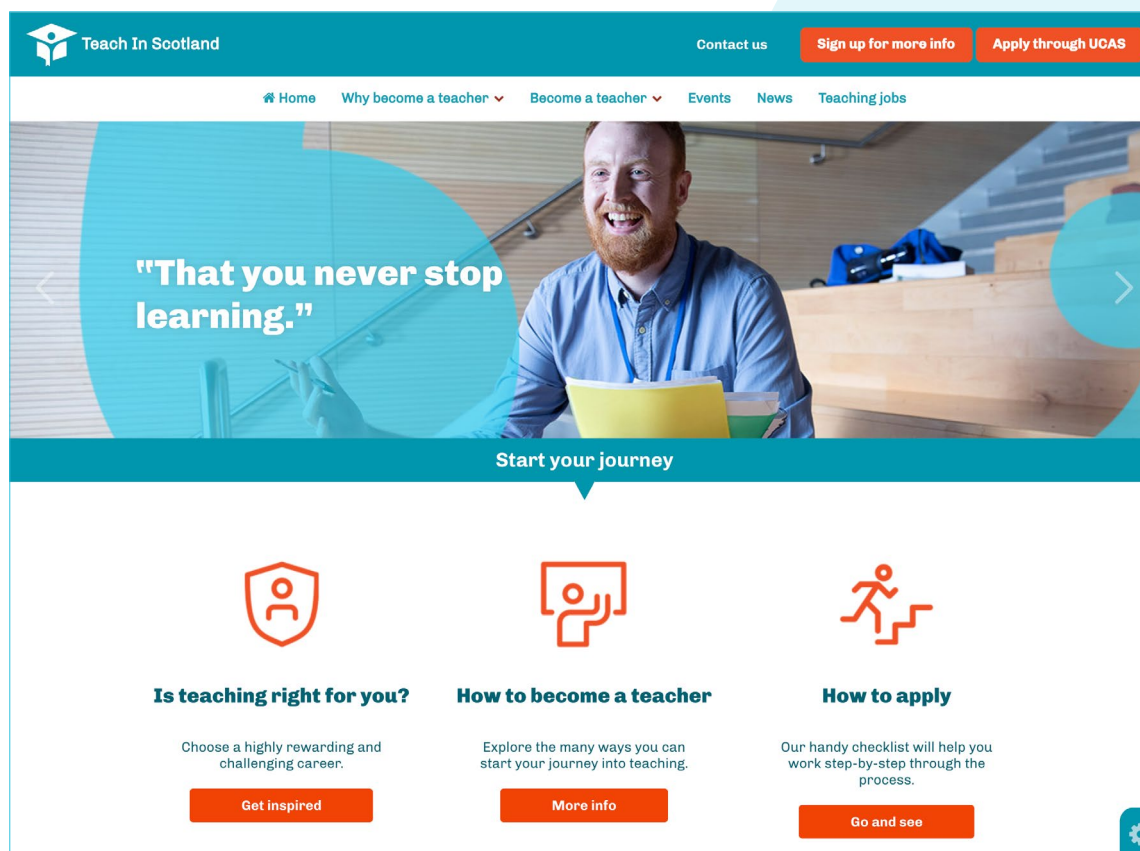 Teach In Scotland
Contact us
Sign up for more info
Apply through UCAS
Home
Why become a teacher
Become a teacher
Events
News
Teaching jobs
"That you never stop
learning.”
Start your journey
Is teaching right for you?
Choose a highly rewarding and
challenging career.
Get inspired
How to become a teacher
Explore the many ways you can
start your journey into teaching.
More info
How to apply
Our handy checklist will help you
work step-by-step through the
process.
Go and see